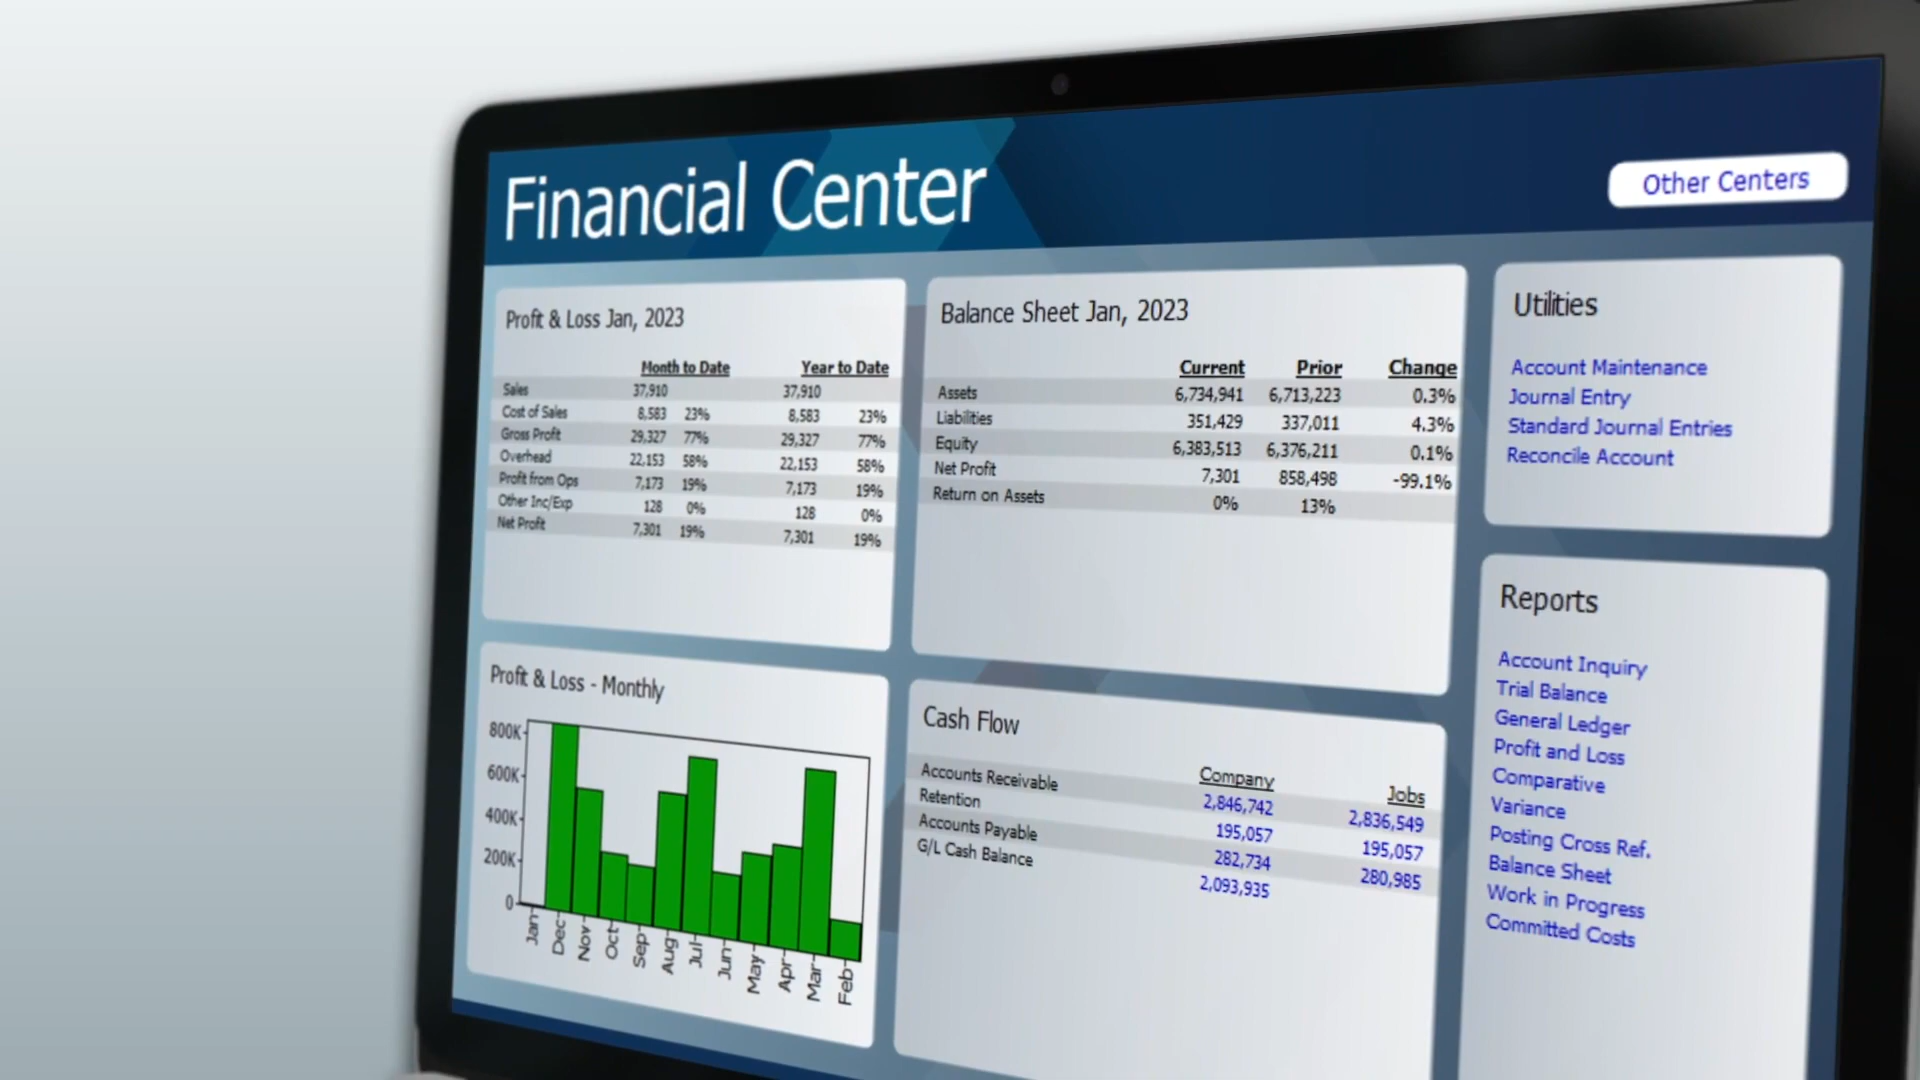 Financial Center
Other Centers
Profit & Loss Jan, 2023
Month to Date Year to Date
Sales 37,910 37,910
Cost of Sales 8,583 23% 8,583 23%
Gross Profit 29,327 77% 29,327 77%
Overhead 22,153 58% 22,153 58%
Profit from Ops 7,173 19% 7,173 19%
Other Inc/Exp 128 0% 128 0%
Net Profit 7,301 19% 7,301 19%
Balance Sheet Jan, 2023
Current Prior Change
Assets 6,734,941 6,713,223 0.3%
Liabilities 351,429 337,011 4.3%
Equity 6,383,513 6,376,211 0.1%
Net Profit 7,301 858,498 -99.1%
Return on Assets 0% 13%
Utilities
Account Maintenance
Journal Entry
Standard Journal Entries
Reconcile Account
Profit & Loss - Monthly
800K
600K
400K
200K
0
Jan Dec Nov Oct Sep Aug Jul Jun May Apr Mar Feb
Cash Flow
Company Jobs
Accounts Receivable 2,846,742 2,836,549
Retention 195,057 195,057
Accounts Payable 282,734 280,985
G/L Cash Balance 2,093,935
Reports
Account Inquiry
Trial Balance
General Ledger
Profit and Loss
Comparative
Variance
Posting Cross Ref.
Balance Sheet
Work in Progress
Committed Costs